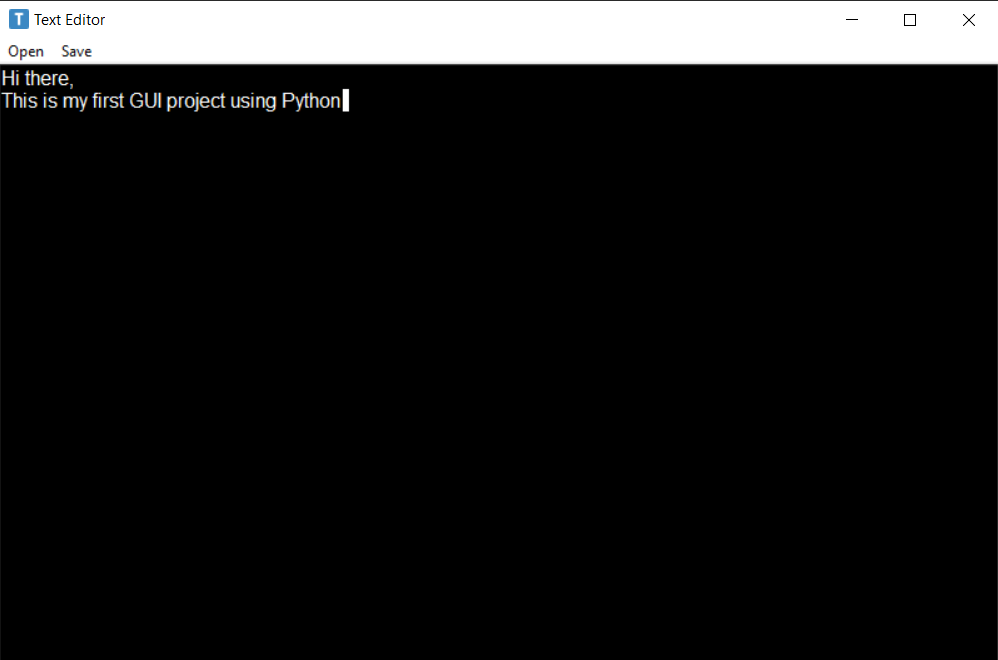 T Text Editor
Open Save
Hi there,
This is my first GUI project using Python